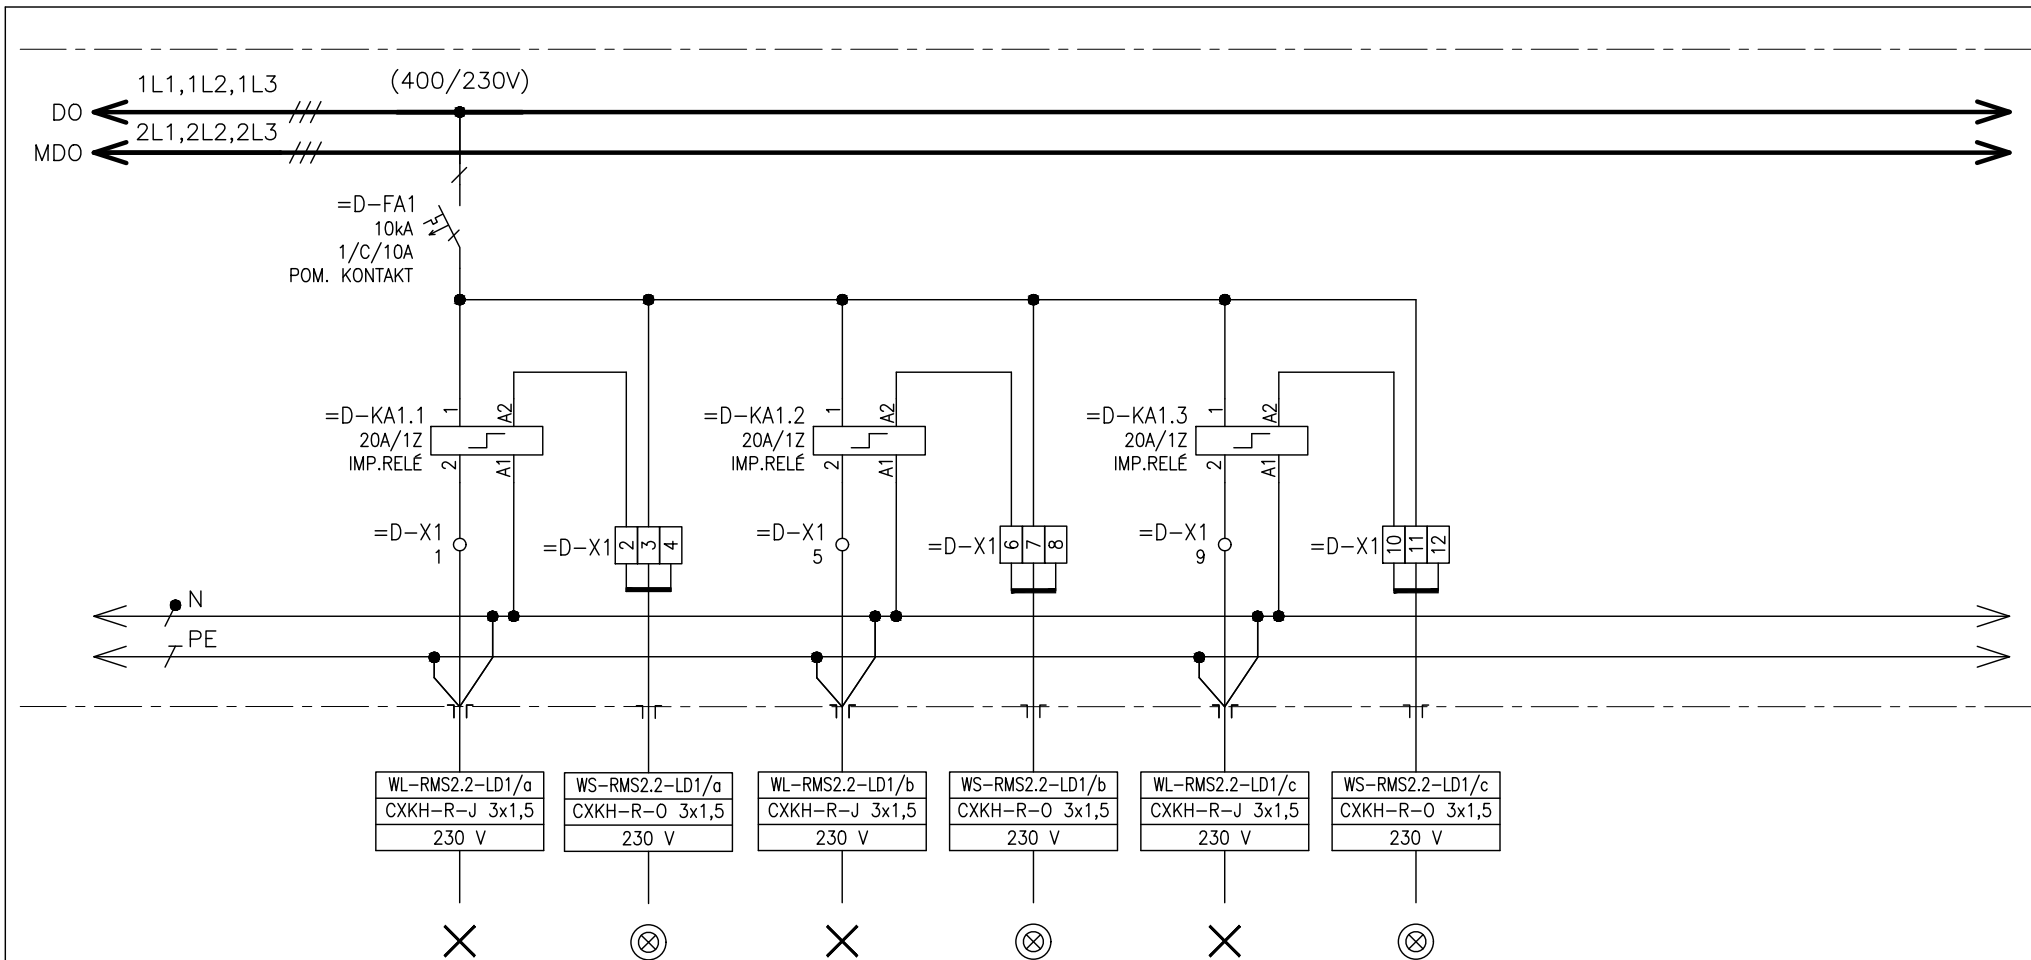 1L1,1L2,1L3
(400/230V)
DO
2L1,2L2,2L3
MDO
=D-FA1
10kA
1/C/10A
POM. KONTAKT
=D-KA1.1
20A/1Z
IMP.RELÉ
1
2
A2
A1
=D-KA1.2
20A/1Z
IMP.RELÉ
1
2
A2
A1
=D-KA1.3
20A/1Z
IMP.RELÉ
1
2
A2
A1
=D-X1
1
=D-X1 2 3 4
=D-X1
5
=D-X1 6 7 8
=D-X1
9
=D-X1 10 11 12
N
PE
WL-RMS2.2-LD1/a
CXKH-R-J 3x1,5
230 V
WS-RMS2.2-LD1/a
CXKH-R-O 3x1,5
230 V
WL-RMS2.2-LD1/b
CXKH-R-J 3x1,5
230 V
WS-RMS2.2-LD1/b
CXKH-R-O 3x1,5
230 V
WL-RMS2.2-LD1/c
CXKH-R-J 3x1,5
230 V
WS-RMS2.2-LD1/c
CXKH-R-O 3x1,5
230 V